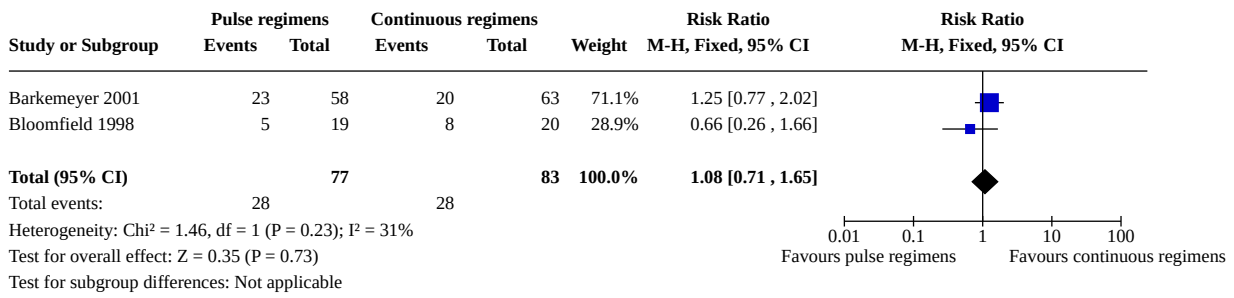 Pulse regimens Continuous regimens Risk Ratio Risk Ratio
Study or Subgroup Events Total Events Total Weight M-H, Fixed, 95% CI M-H, Fixed, 95% CI
Barkemeyer 2001 23 58 20 63 71.1% 1.25 [0.77 , 2.02]
Bloomfield 1998 5 19 8 20 28.9% 0.66 [0.26 , 1.66]
Total (95% CI) 77 83 100.0% 1.08 [0.71 , 1.65]
Total events: 28 28
Heterogeneity: Chi² = 1.46, df = 1 (P = 0.23); I² = 31%
0.01 0.1 1 10 100
Test for overall effect: Z = 0.35 (P = 0.73) Favours pulse regimens Favours continuous regimens
Test for subgroup differences: Not applicable